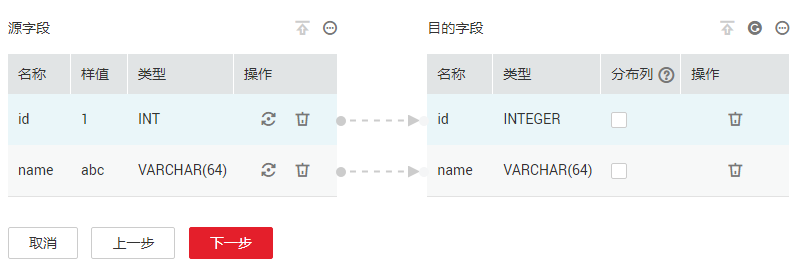 源字段 目的字段
名称 样值 类型 操作 名称 类型 分布列 操作
id 1 INT id INTEGER
name abc VARCHAR(64) name VARCHAR(64)
取消 上一步 下一步